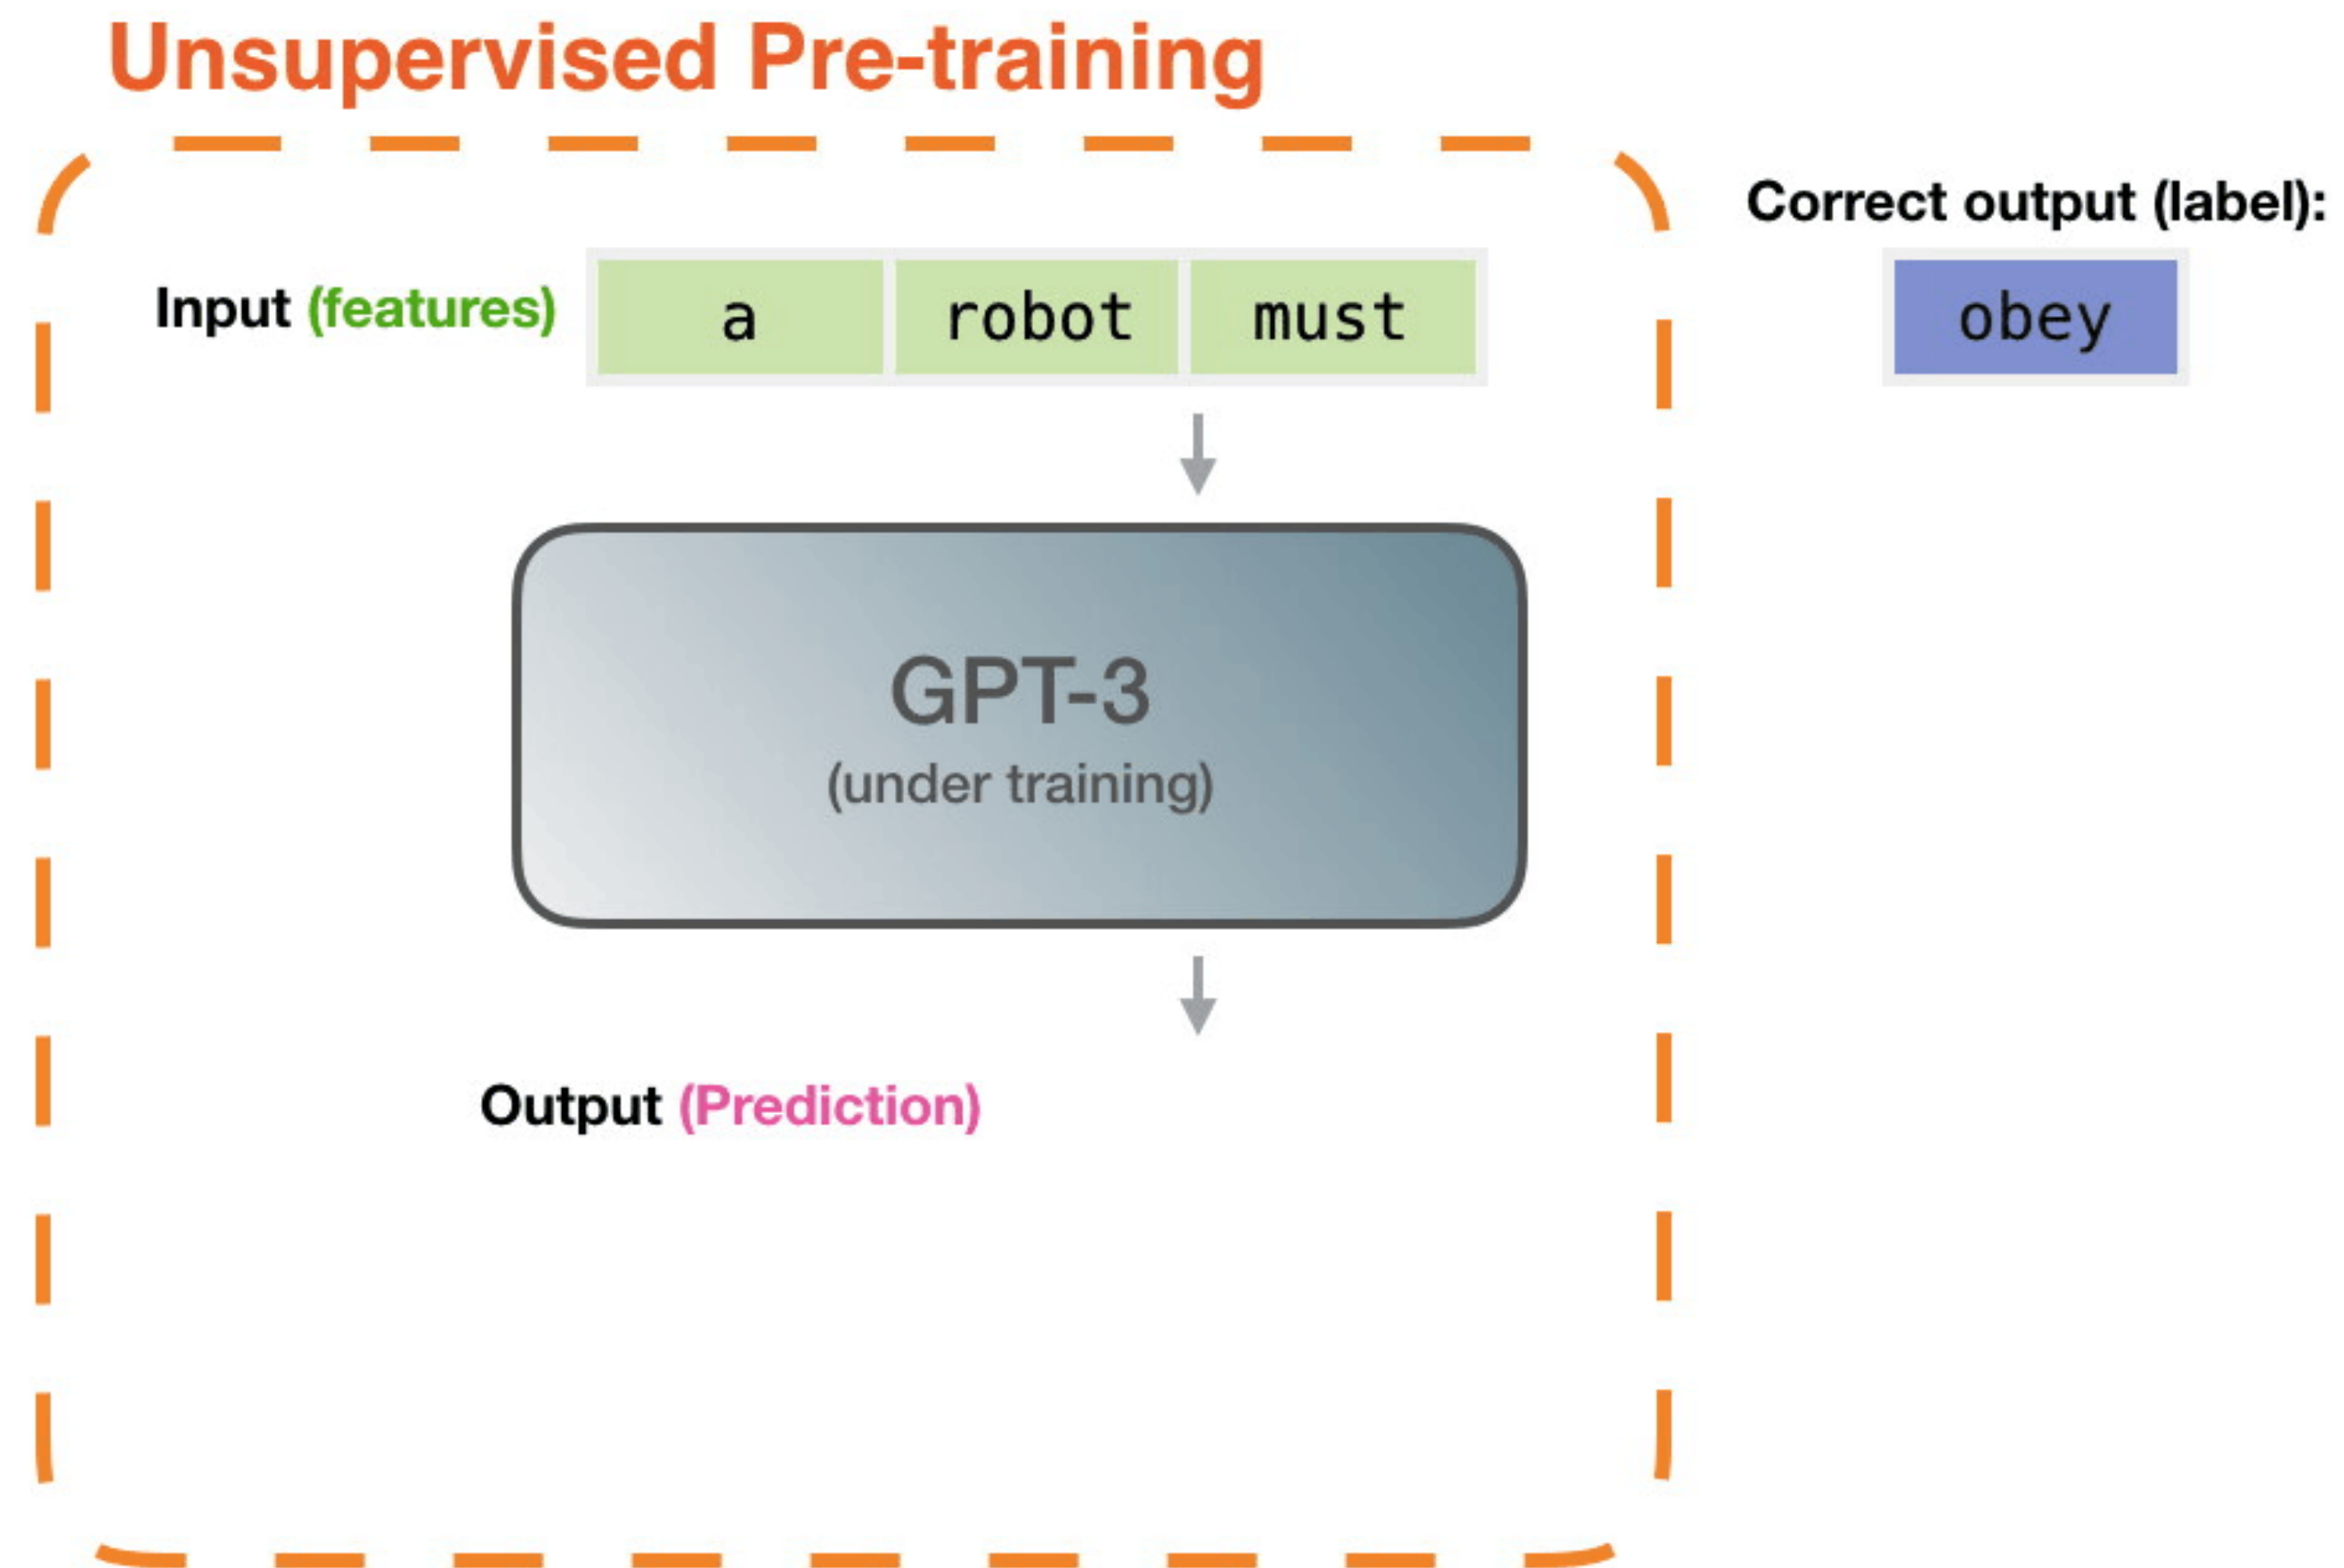 Unsupervised Pre-training
Correct output (label):
Input (features) a robot must
obey
GPT-3
(under training)
Output (Prediction)